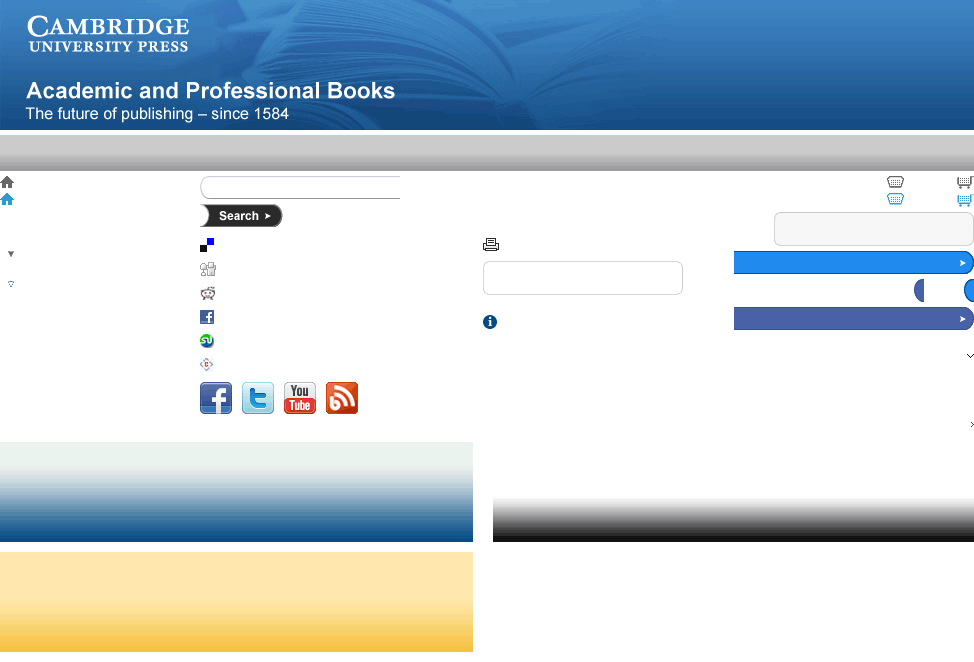 CAMBRIDGE
UNIVERSITY PRESS
Academic and Professional Books
The future of publishing – since 1584
Search
You
Tube